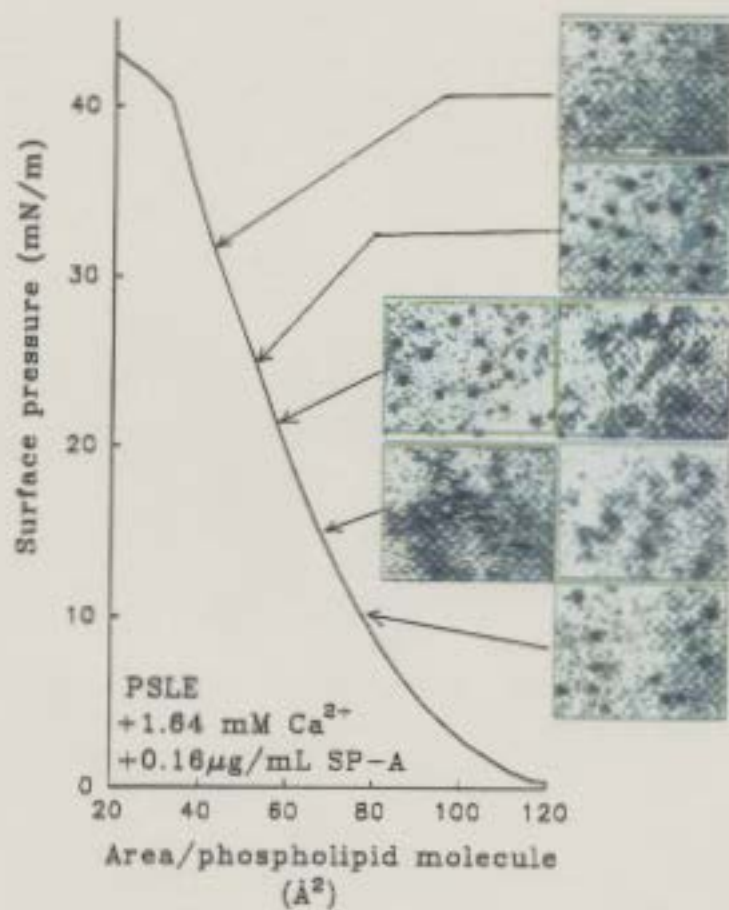 Surface pressure (mN/m)
40
30
20
10
0
PSLE
+1.64 mM Ca²⁺
+0.16μg/mL SP-A
20 40 60 80 100 120
Area/phospholipid molecule
(Å²)